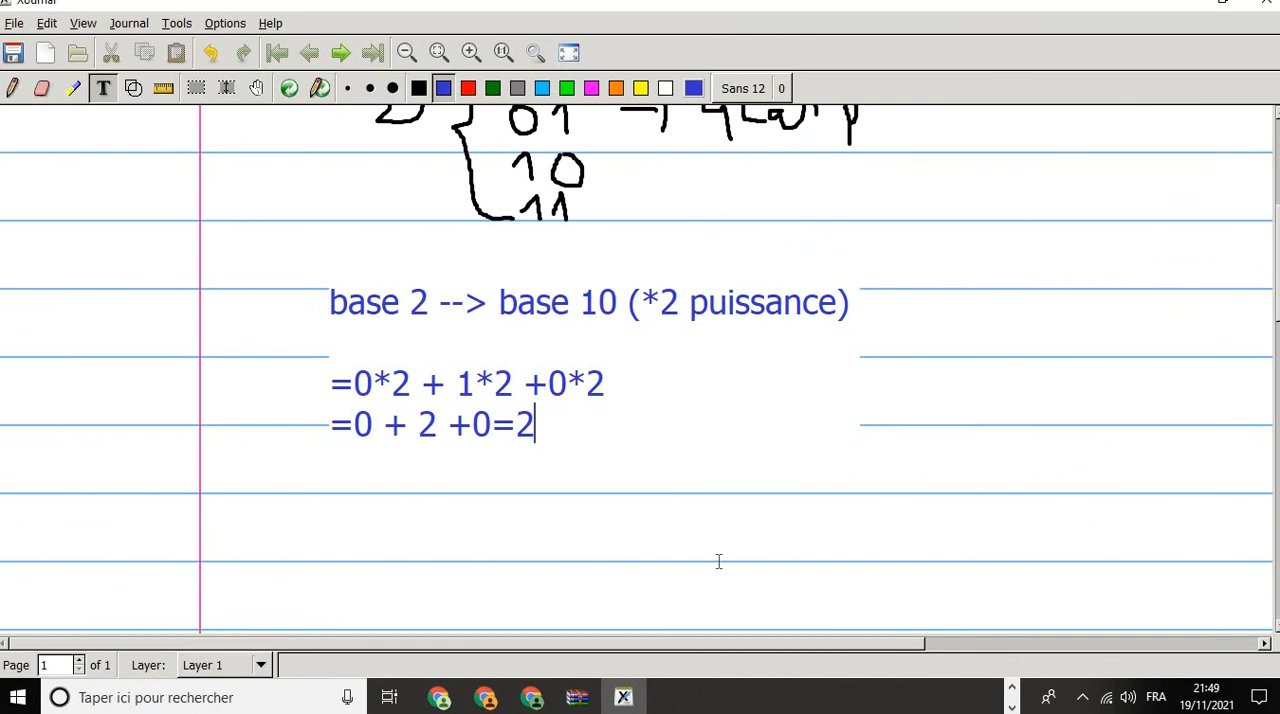 Xournal
File Edit View Journal Tools Options Help
T Sans 12 0
01
10
11
base 2 --> base 10 (*2 puissance)
=0*2 + 1*2 +0*2
=0 + 2 +0=2
Page 1 of 1 Layer: Layer 1
Taper ici pour rechercher FRA 21:49
19/11/2021